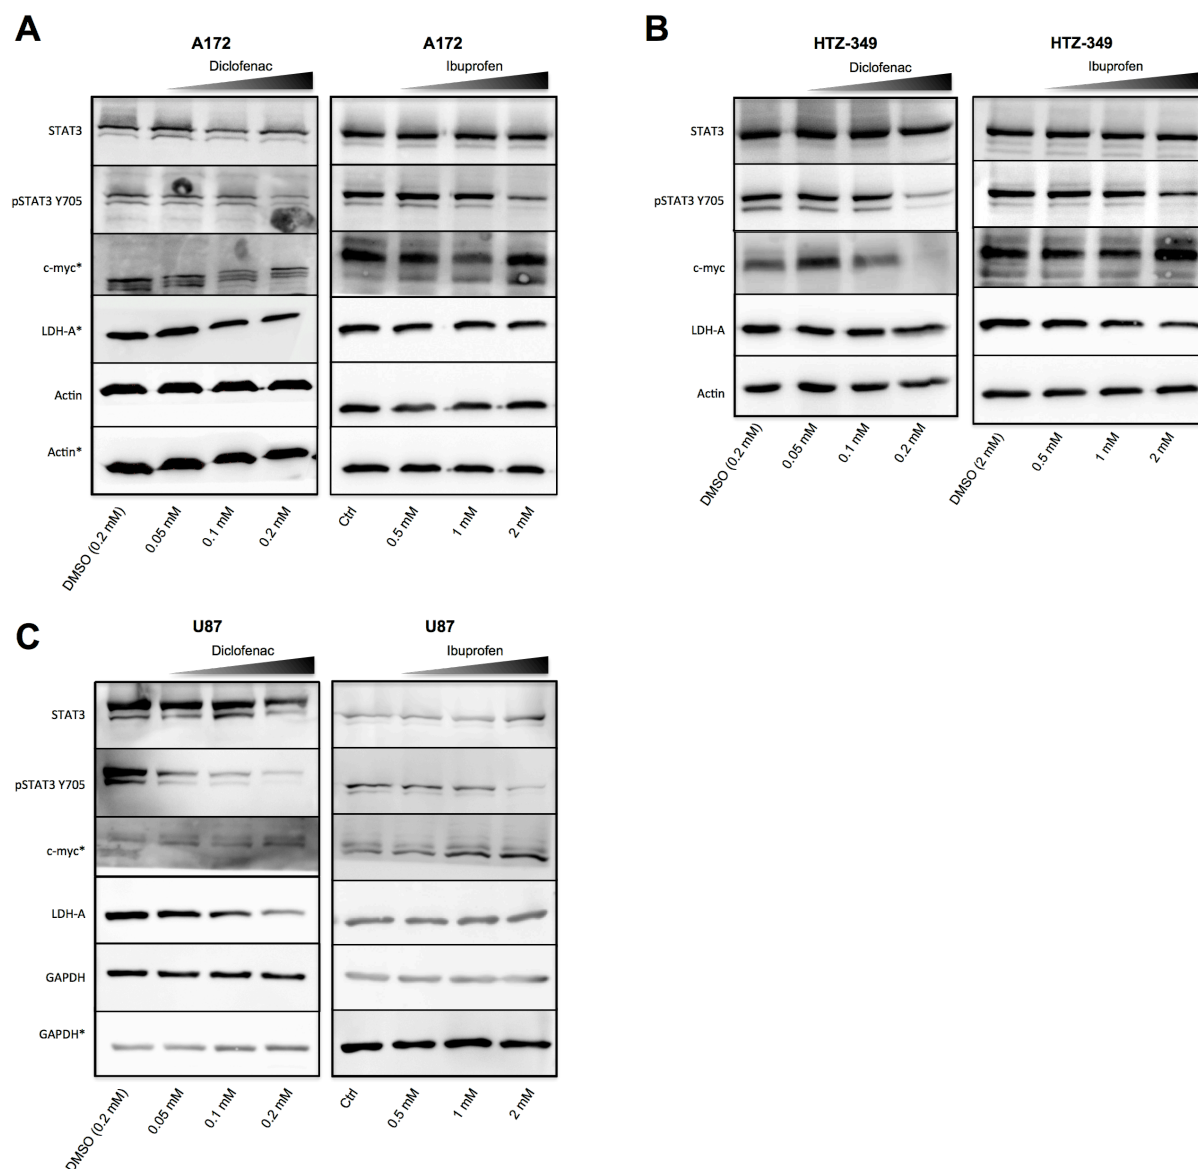 A
A172
Diclofenac
A172
Ibuprofen
STAT3
pSTAT3 Y705
c-myc*
LDH-A*
Actin
Actin*
DMSO (0.2 mM)
0.05 mM
0.1 mM
0.2 mM
Ctrl
0.5 mM
1 mM
2 mM
B
HTZ-349
Diclofenac
HTZ-349
Ibuprofen
STAT3
pSTAT3 Y705
c-myc
LDH-A
Actin
DMSO (0.2 mM)
0.05 mM
0.1 mM
0.2 mM
DMSO (2 mM)
0.5 mM
1 mM
2 mM
C
U87
Diclofenac
U87
Ibuprofen
STAT3
pSTAT3 Y705
c-myc*
LDH-A
GAPDH
GAPDH*
DMSO (0.2 mM)
0.05 mM
0.1 mM
0.2 mM
Ctrl
0.5 mM
1 mM
2 mM